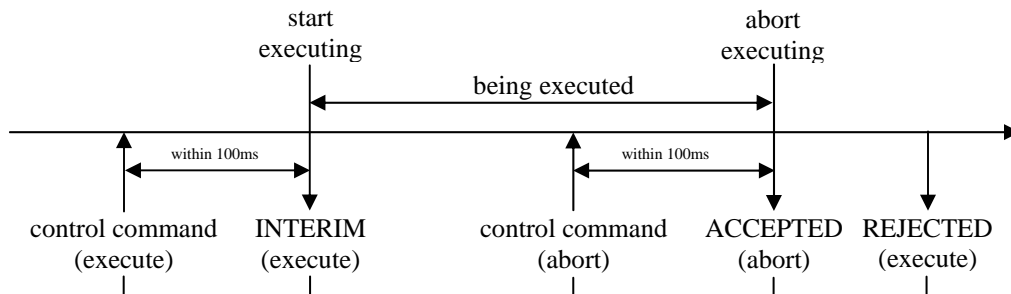 start
executing
abort
executing
being executed
within 100ms
within 100ms
control command
(execute)
INTERIM
(execute)
control command
(abort)
ACCEPTED
(abort)
REJECTED
(execute)